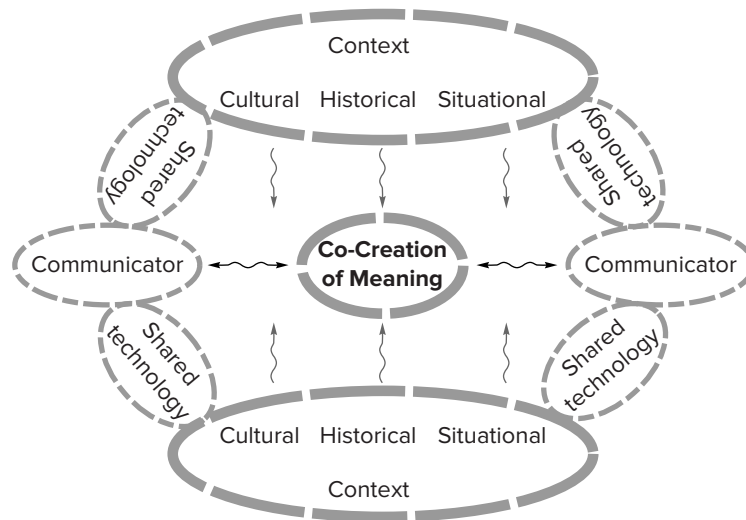 Context
Cultural Historical Situational
Shared
technology
Shared
technology
Communicator
Co-Creation
of Meaning
Communicator
Shared
technology
Shared
technology
Cultural Historical Situational
Context